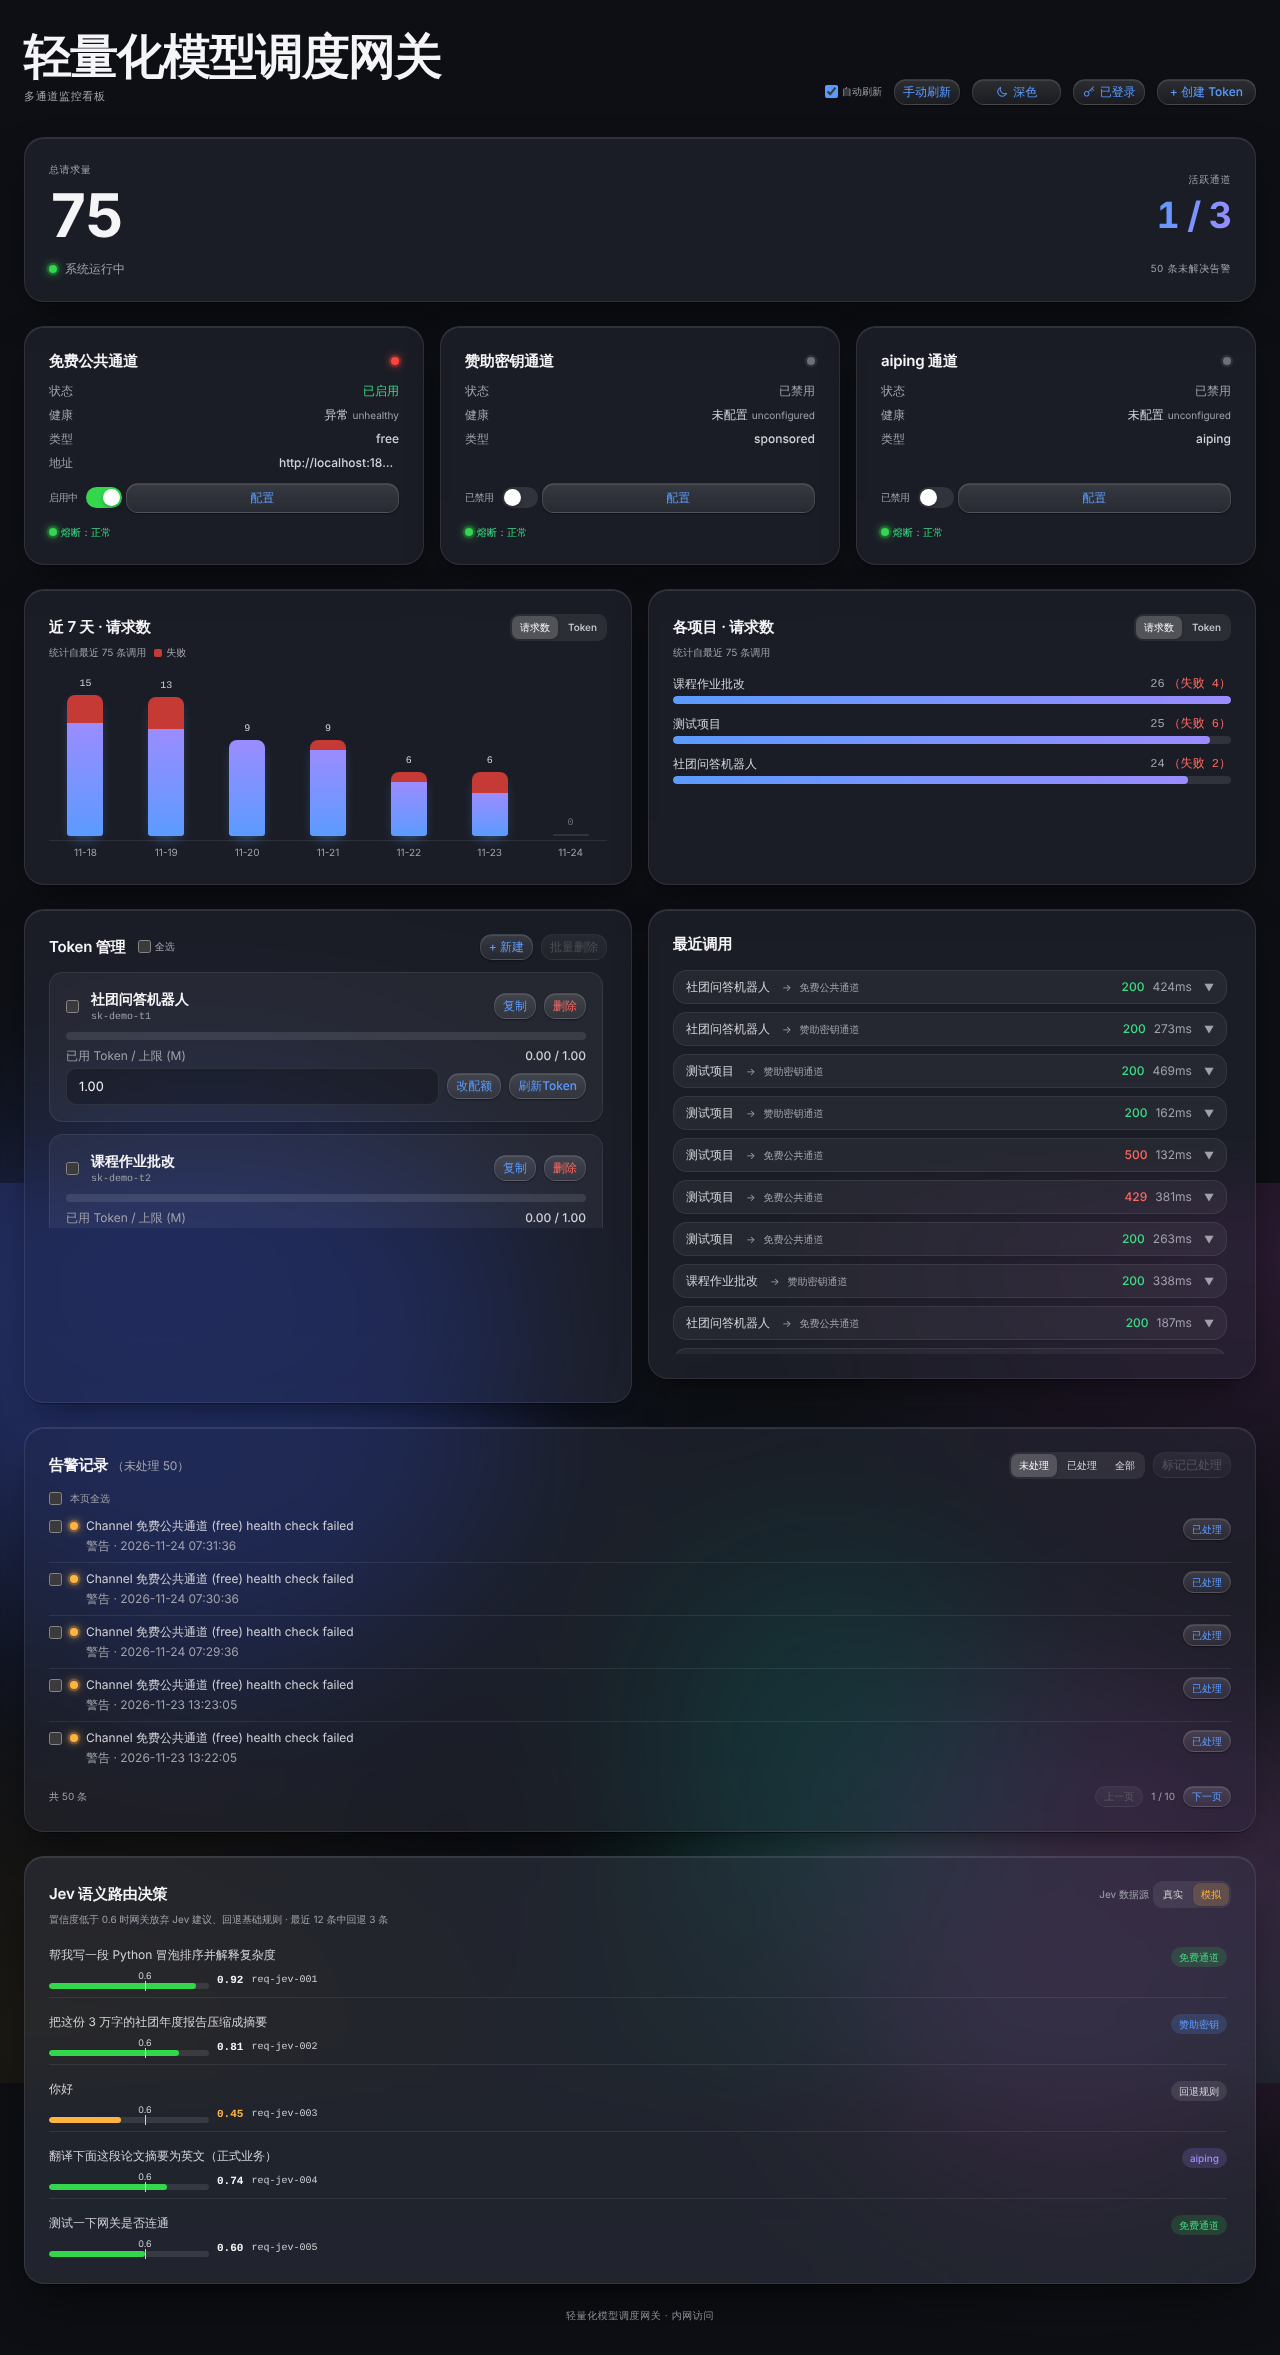 轻量化模型调度网关
多通道监控看板
自动刷新 手动刷新 深色 已登录 + 创建 Token
总请求量
75
系统运行中
活跃通道
1 / 3
50 条未解决告警
免费公共通道
状态 已启用
健康 异常 unhealthy
类型 free
地址 http://localhost:18...
启用中 配置
熔断：正常
赞助密钥通道
状态 已禁用
健康 未配置 unconfigured
类型 sponsored
已禁用 配置
熔断：正常
aiping 通道
状态 已禁用
健康 未配置 unconfigured
类型 aiping
已禁用 配置
熔断：正常
近 7 天 · 请求数 请求数 Token
统计自最近 75 条调用 失败
15 13 9 9 6 6 0
11-18 11-19 11-20 11-21 11-22 11-23 11-24
各项目 · 请求数 请求数 Token
统计自最近 75 条调用
课程作业批改 26 （失败 4）
测试项目 25 （失败 6）
社团问答机器人 24 （失败 2）
Token 管理 全选 + 新建 批量删除
社团问答机器人 复制 删除
sk-demo-t1
已用 Token / 上限 (M) 0.00 / 1.00
1.00 改配额 刷新Token
课程作业批改 复制 删除
sk-demo-t2
已用 Token / 上限 (M) 0.00 / 1.00
最近调用
社团问答机器人 → 免费公共通道 200 424ms ▼
社团问答机器人 → 赞助密钥通道 200 273ms ▼
测试项目 → 赞助密钥通道 200 469ms ▼
测试项目 → 赞助密钥通道 200 162ms ▼
测试项目 → 免费公共通道 500 132ms ▼
测试项目 → 免费公共通道 429 381ms ▼
测试项目 → 免费公共通道 200 263ms ▼
课程作业批改 → 赞助密钥通道 200 338ms ▼
社团问答机器人 → 免费公共通道 200 187ms ▼
告警记录 （未处理 50） 未处理 已处理 全部 标记已处理
本页全选
Channel 免费公共通道 (free) health check failed 已处理
警告 · 2026-11-24 07:31:36
Channel 免费公共通道 (free) health check failed 已处理
警告 · 2026-11-24 07:30:36
Channel 免费公共通道 (free) health check failed 已处理
警告 · 2026-11-24 07:29:36
Channel 免费公共通道 (free) health check failed 已处理
警告 · 2026-11-23 13:23:05
Channel 免费公共通道 (free) health check failed 已处理
警告 · 2026-11-23 13:22:05
共 50 条 上一页 1 / 10 下一页
Jev 语义路由决策 Jev 数据源 真实 模拟
置信度低于 0.6 时网关放弃 Jev 建议、回退基础规则 · 最近 12 条中回退 3 条
帮我写一段 Python 冒泡排序并解释复杂度 免费通道
0.6 0.92 req-jev-001
把这份 3 万字的社团年度报告压缩成摘要 赞助密钥
0.6 0.81 req-jev-002
你好 回退规则
0.6 0.45 req-jev-003
翻译下面这段论文摘要为英文（正式业务） aiping
0.6 0.74 req-jev-004
测试一下网关是否连通 免费通道
0.6 0.60 req-jev-005
轻量化模型调度网关 · 内网访问